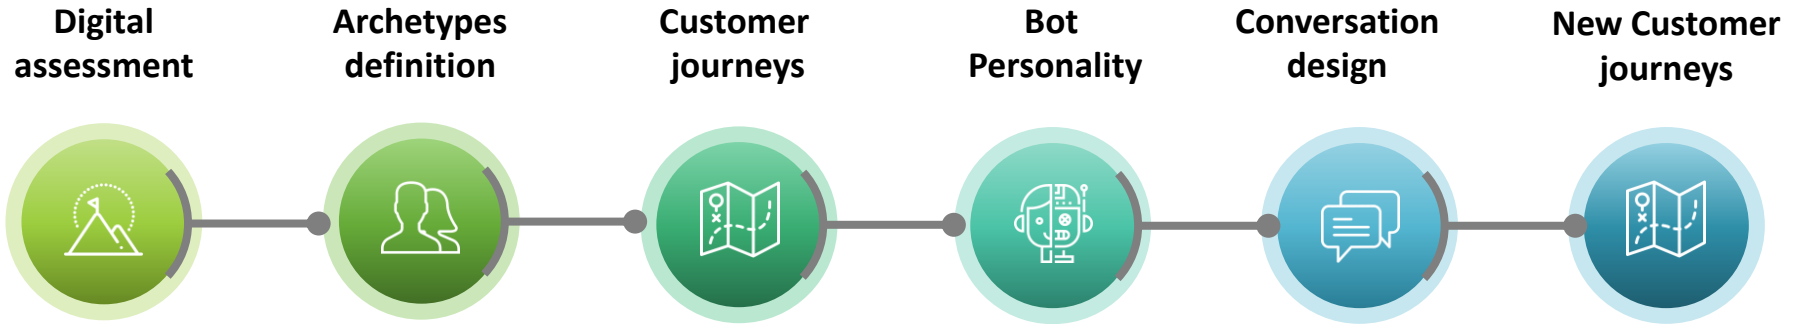 Digital
assessment
Archetypes
definition
Customer
journeys
Bot
Personality
Conversation
design
New Customer
journeys